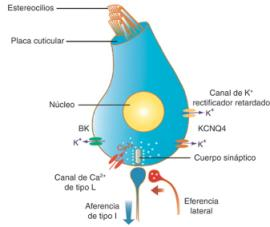 Estereocilios
Placa cuticular
Núcleo
Canal de K⁺
rectificador retardado
K⁺
BK
K⁺
KCNQ4
K⁺
Cuerpo sináptico
Canal de Ca²⁺
de tipo L
Aferencia
de tipo I
Eferencia
lateral